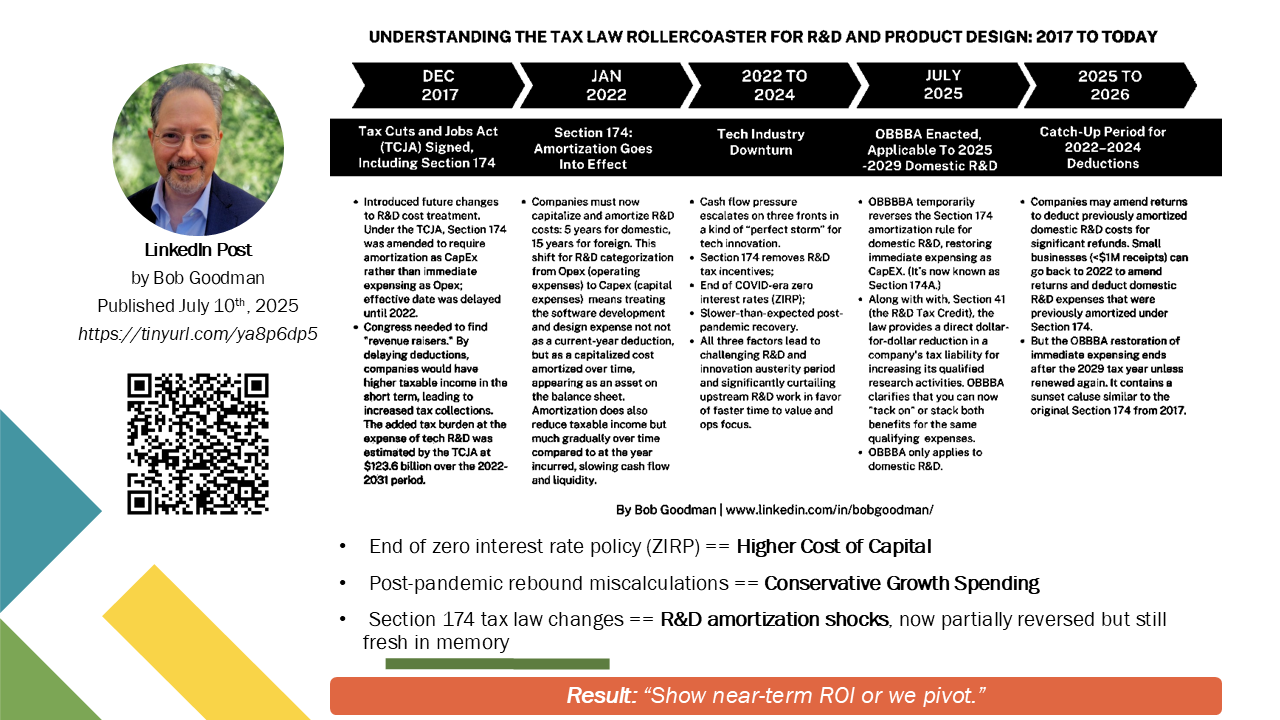 UNDERSTANDING THE TAX LAW ROLLERCOASTER FOR R&D AND PRODUCT DESIGN: 2017 TO TODAY
DEC
2017
JAN
2022
2022 TO
2024
JULY
2025
2025 TO
2026
Tax Cuts and Jobs Act
(TCJA) Signed,
Including Section 174
Section 174:
Amortization Goes
Into Effect
Tech Industry
Downturn
OBBBA Enacted,
Applicable To 2025
-2029 Domestic R&D
Catch-Up Period for
2022–2024
Deductions
• Introduced future changes
to R&D cost treatment.
Under the TCJA, Section 174
was amended to require
amortization as CapEx
rather than immediate
expensing as Opex;
effective date was delayed
until 2022.
• Congress needed to find
"revenue raisers." By
delaying deductions,
companies would have
higher taxable income in the
short term, leading to
increased tax collections.
The added tax burden at the
expense of tech R&D was
estimated by the TCJA at
$123.6 billion over the 2022-
2031 period.
• Companies must now
capitalize and amortize R&D
costs: 5 years for domestic,
15 years for foreign. This
shift for R&D categorization
from Opex (operating
expenses) to Capex (capital
expenses) means treating
the software development
and design expense not not
as a current-year deduction,
but as a capitalized cost
amortized over time,
appearing as an asset on
the balance sheet.
Amortization does also
reduce taxable income but
much gradually over time
compared to at the year
incurred, slowing cash flow
and liquidity.
• Cash flow pressure
escalates on three fronts in
a kind of “perfect storm” for
tech innovation.
• Section 174 removes R&D
tax incentives;
• End of COVID-era zero
interest rates (ZIRP);
• Slower-than-expected post-
pandemic recovery.
• All three factors lead to
challenging R&D and
innovation austerity period
and significantly curtailing
upstream R&D work in favor
of faster time to value and
ops focus.
• OBBBBA temporarily
reverses the Section 174
amortization rule for
domestic R&D, restoring
immediate expensing as
CapEX. (It’s now known as
Section 174A.)
• Along with with, Section 41
(the R&D Tax Credit), the
law provides a direct dollar-
for-dollar reduction in a
company's tax liability for
increasing its qualified
research activities. OBBBA
clarifies that you can now
"tack on" or stack both
benefits for the same
qualifying expenses.
• OBBBA only applies to
domestic R&D.
• Companies may amend returns
to deduct previously amortized
domestic R&D costs for
significant refunds. Small
businesses (<$1M receipts) can
go back to 2022 to amend
returns and deduct domestic
R&D expenses that were
previously amortized under
Section 174.
• But the OBBBA restoration of
immediate expensing ends
after the 2029 tax year unless
renewed again. It contains a
sunset caluse similar to the
original Section 174 from 2017.
By Bob Goodman | www.linkedin.com/in/bobgoodman/
LinkedIn Post
by Bob Goodman
Published July 10th, 2025
https://tinyurl.com/ya8p6dp5
• End of zero interest rate policy (ZIRP) == Higher Cost of Capital
• Post-pandemic rebound miscalculations == Conservative Growth Spending
• Section 174 tax law changes == R&D amortization shocks, now partially reversed but still
fresh in memory
Result: “Show near-term ROI or we pivot.”